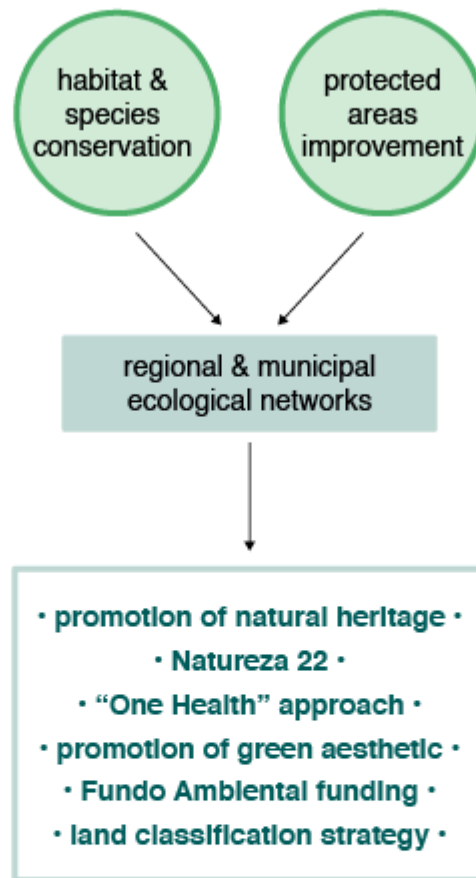 habitat &
species
conservation
protected
areas
improvement
regional & municipal
ecological networks
• promotion of natural heritage •
• Natureza 22 •
• “One Health” approach •
• promotion of green aesthetic •
• Fundo Ambiental funding •
• land classification strategy •